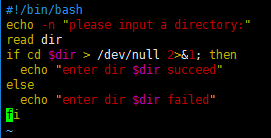 #!/bin/bash
echo -n "please input a directory:"
read dir
if cd $dir > /dev/null 2>&1; then
  echo "enter dir $dir succeed"
else
  echo "enter dir $dir failed"
fi
~